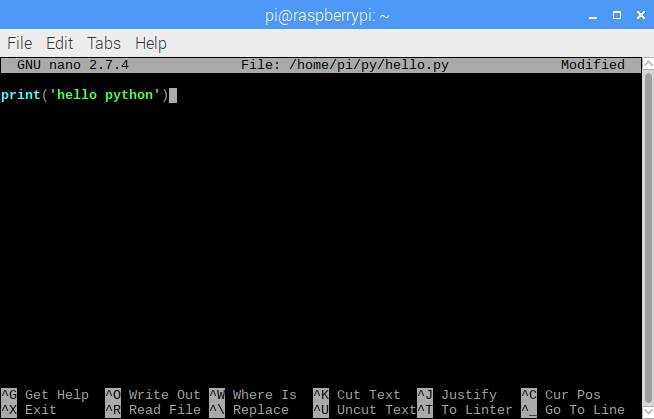 pi@raspberrypi: ~
File Edit Tabs Help
GNU nano 2.7.4 File: /home/pi/py/hello.py Modified
print('hello python')
^G Get Help ^O Write Out ^W Where Is ^K Cut Text ^J Justify ^C Cur Pos
^X Exit ^R Read File ^\ Replace ^U Uncut Text ^T To Linter ^_ Go To Line